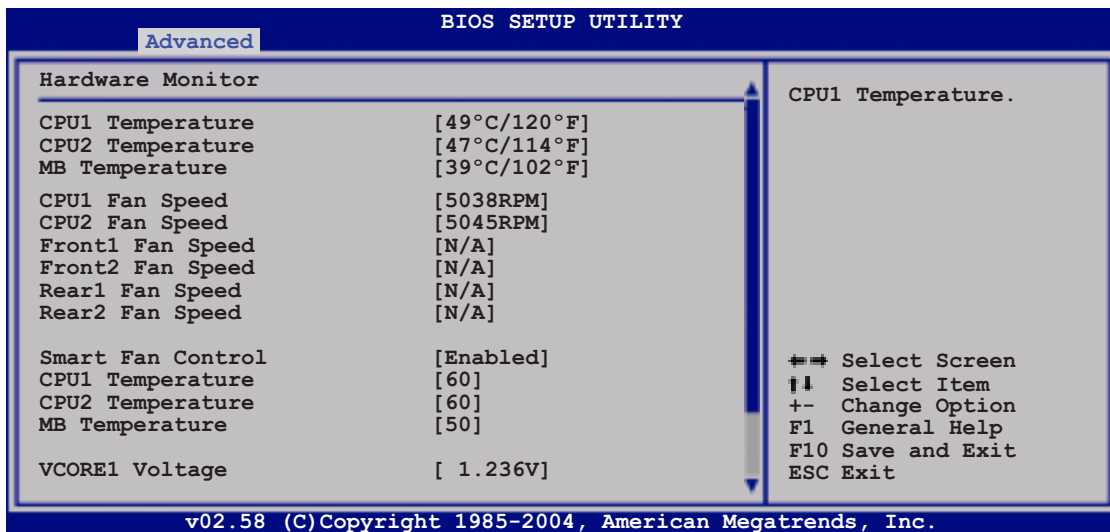 BIOS SETUP UTILITY
Advanced
Hardware Monitor
CPU1 Temperature [49°C/120°F]
CPU2 Temperature [47°C/114°F]
MB Temperature [39°C/102°F]
CPU1 Fan Speed [5038RPM]
CPU2 Fan Speed [5045RPM]
Front1 Fan Speed [N/A]
Front2 Fan Speed [N/A]
Rear1 Fan Speed [N/A]
Rear2 Fan Speed [N/A]
Smart Fan Control [Enabled]
CPU1 Temperature [60]
CPU2 Temperature [60]
MB Temperature [50]
VCORE1 Voltage [ 1.236V]
CPU1 Temperature.
←→ Select Screen
↑↓ Select Item
+- Change Option
F1 General Help
F10 Save and Exit
ESC Exit
v02.58 (C)Copyright 1985-2004, American Megatrends, Inc.